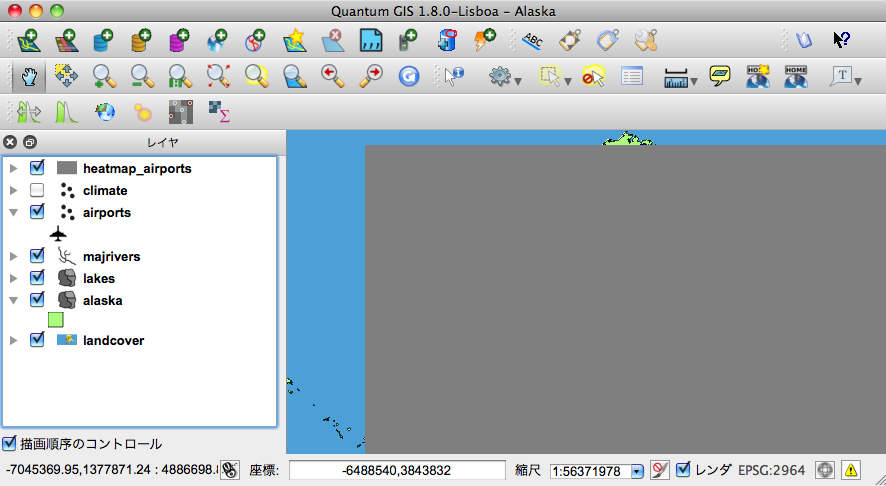 Quantum GIS 1.8.0-Lisboa - Alaska
ABC
HOME
T
レイヤ
heatmap_airports
climate
airports
majrivers
lakes
alaska
landcover
描画順序のコントロール
-7045369.95,1377871.24 : 4886698.8 座標: -6488540,3843832 縮尺 1:56371978 レンダ EPSG:2964